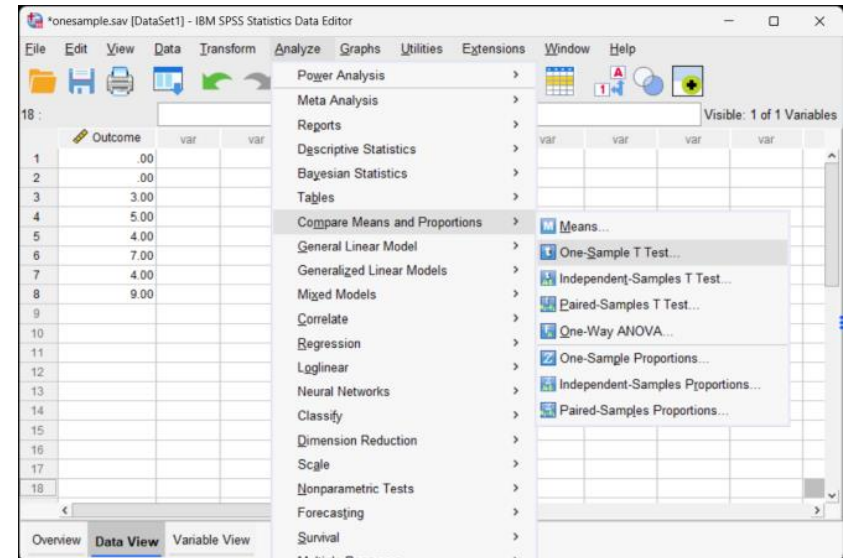 *onesample.sav [DataSet1] - IBM SPSS Statistics Data Editor
File Edit View Data Transform Analyze Graphs Utilities Extensions Window Help
18 :
Visible: 1 of 1 Variables
Outcome var var var var var var
1 .00
2 .00
3 3.00
4 5.00
5 4.00
6 7.00
7 4.00
8 9.00
9
10
11
12
13
14
15
16
17
18
Power Analysis
Meta Analysis
Reports
Descriptive Statistics
Bayesian Statistics
Tables
Compare Means and Proportions
General Linear Model
Generalized Linear Models
Mixed Models
Correlate
Regression
Loglinear
Neural Networks
Classify
Dimension Reduction
Scale
Nonparametric Tests
Forecasting
Survival
Means...
One-Sample T Test...
Independent-Samples T Test...
Paired-Samples T Test...
One-Way ANOVA...
One-Sample Proportions...
Independent-Samples Proportions...
Paired-Samples Proportions...
Overview Data View Variable View